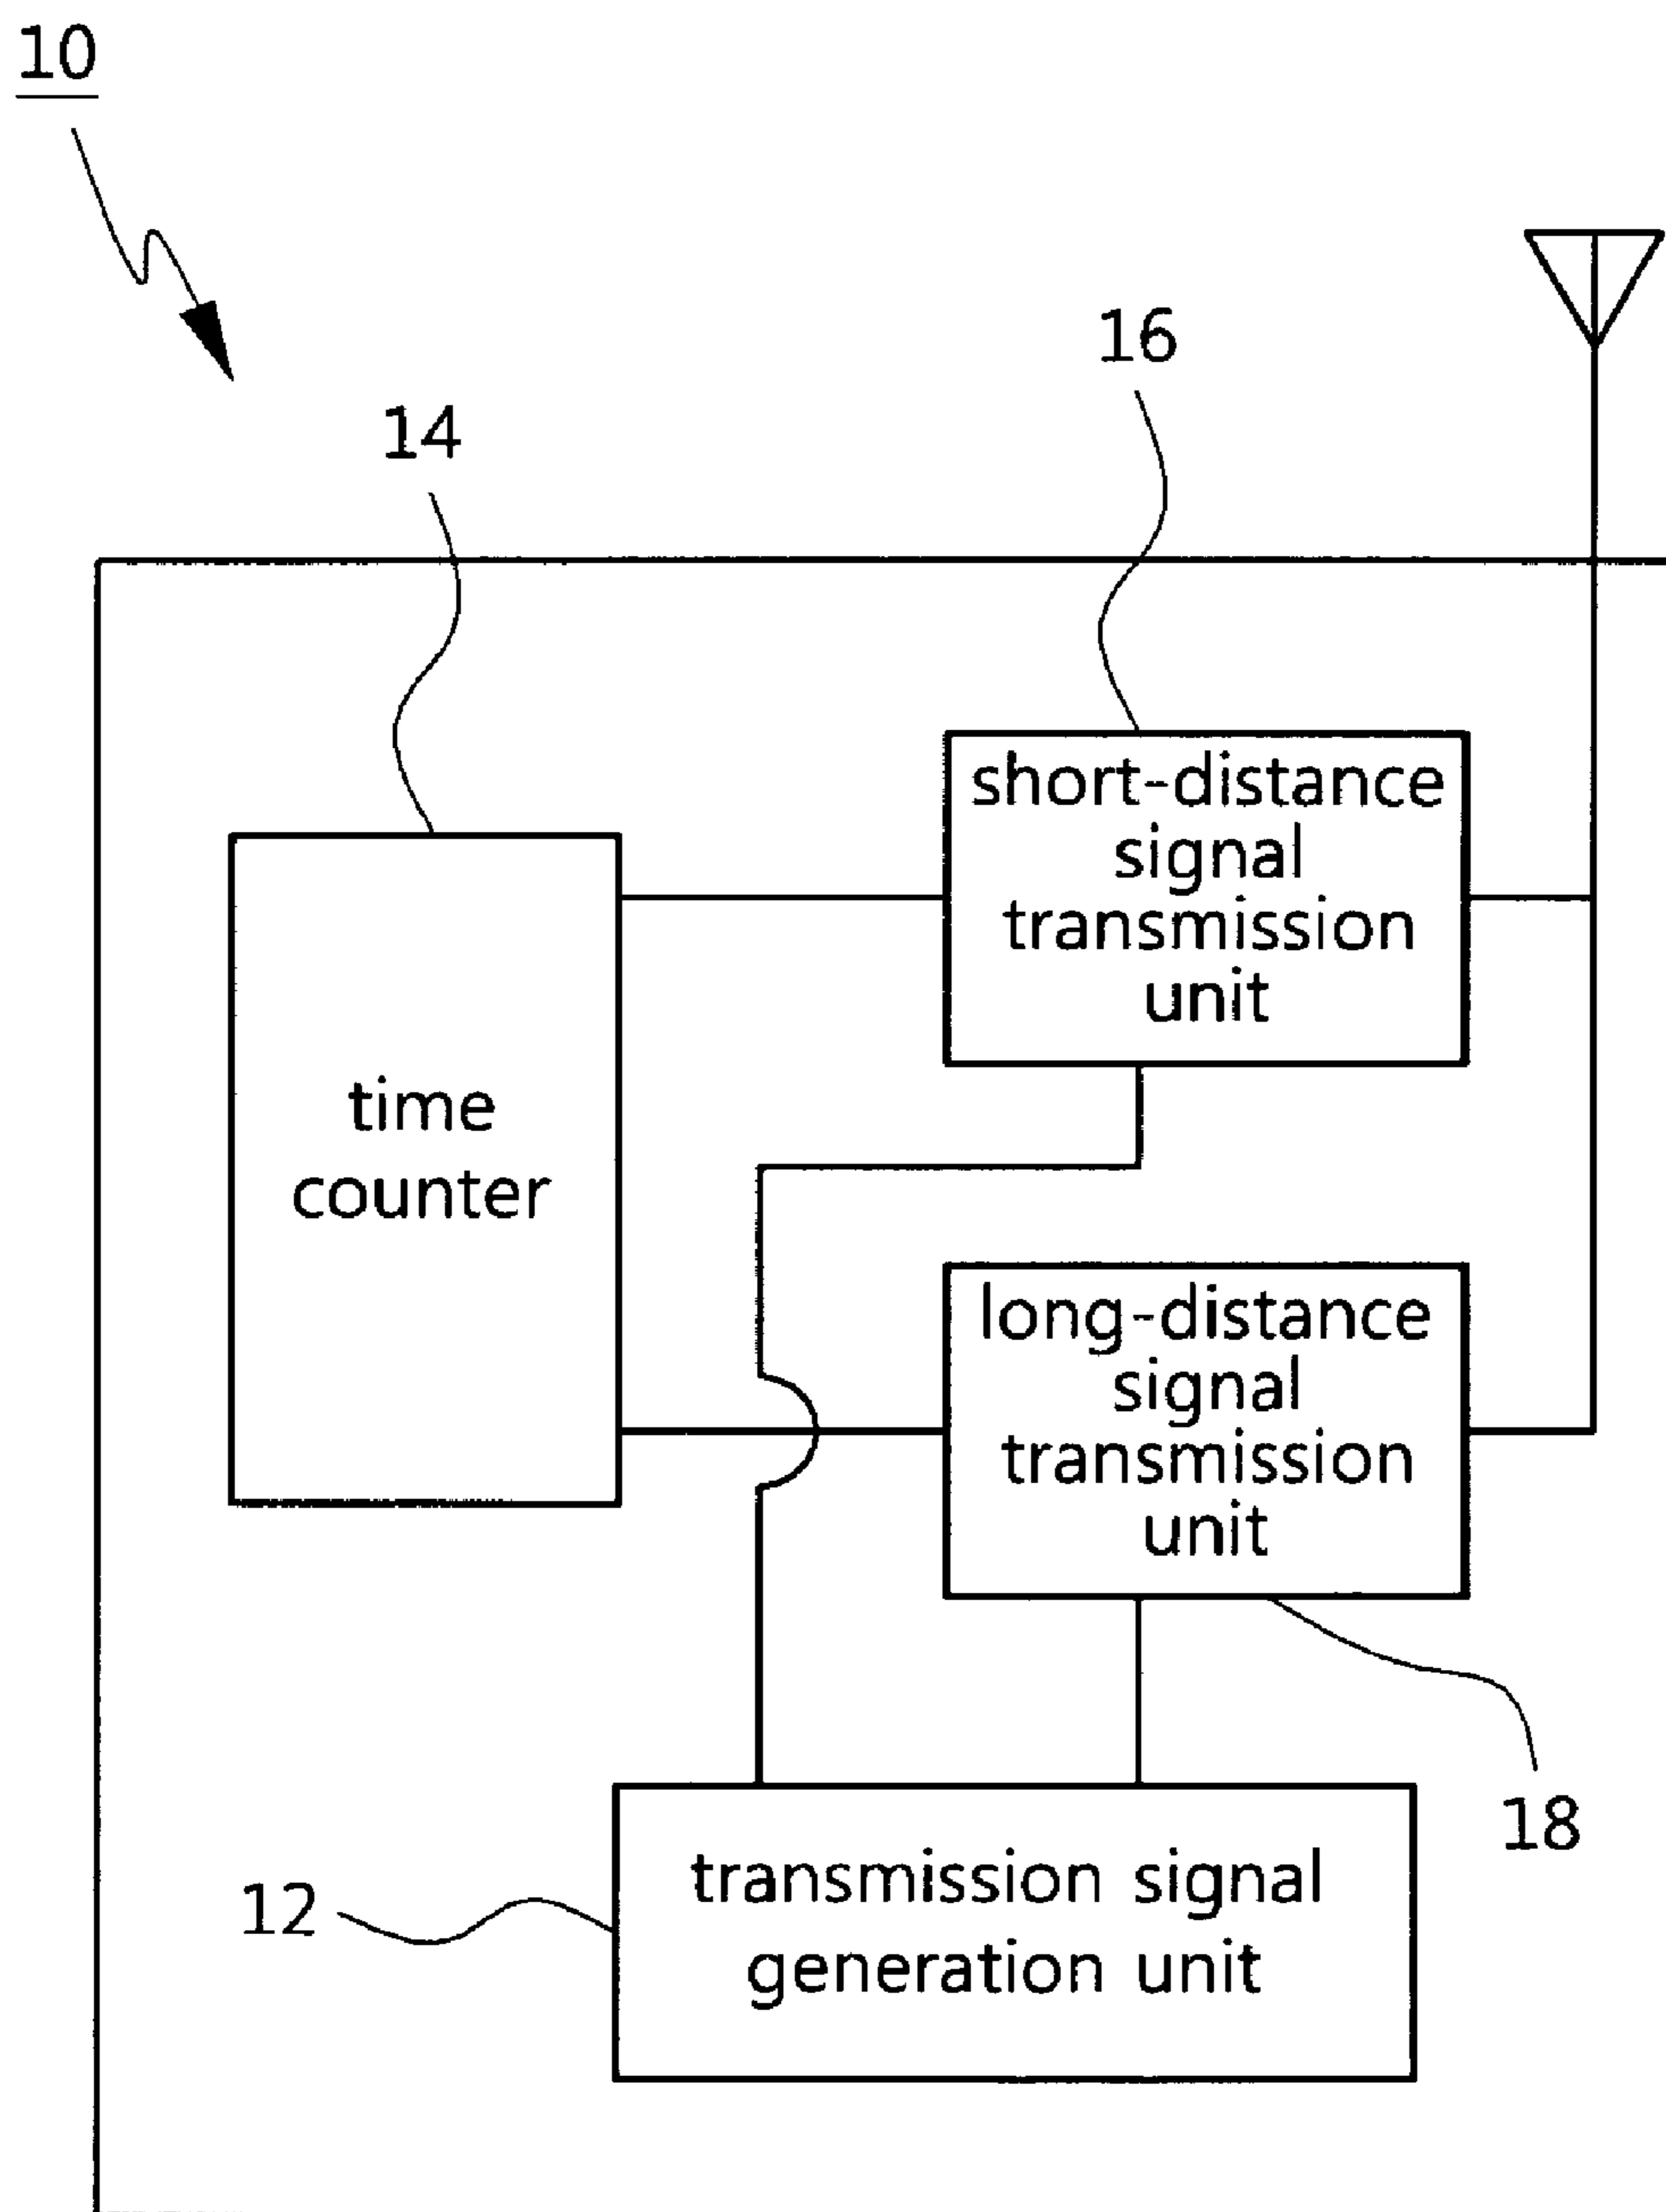 10
16
14
short-distance
signal
transmission
unit
time
counter
long-distance
signal
transmission
unit
18
12
transmission signal
generation unit